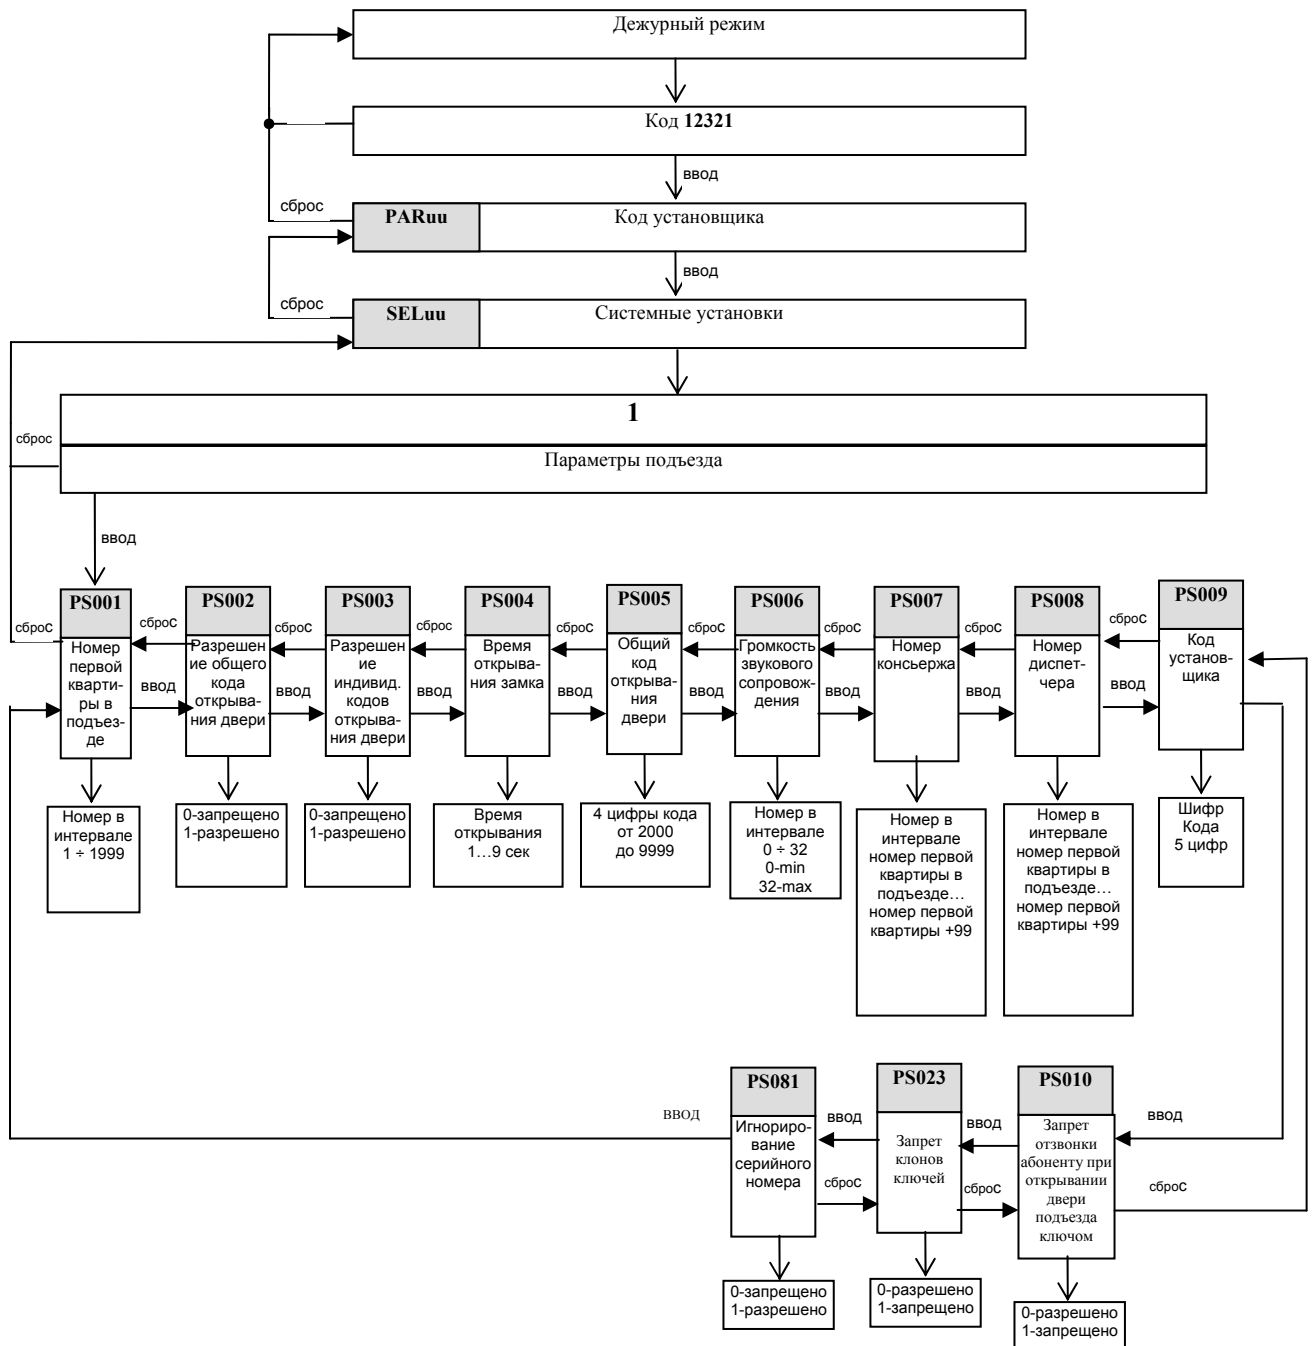 Дежурный режим
Код 12321
ввод
сброс
PARuu
Код установщика
ввод
сброс
SELuu
Системные установки
1
сброс
Параметры подъезда
ввод
PS001
PS002
PS003
PS004
PS005
PS006
PS007
PS008
PS009
сброс
сброс
сброс
сброс
сброс
сброс
сброс
сброс
сброс
Номер
первой
кварти-
ры в
подъез-
де
Разрешен
ие общего
кода
открыва-
ния двери
Разрешен
ие
индивид.
кодов
открыва-
ния двери
Время
открыва-
ния замка
Общий
код
открыва-
ния
двери
Громкость
звукового
сопровож-
дения
Номер
консьержа
Номер
диспет-
чера
Код
установ-
щика
ввод
ввод
ввод
ввод
ввод
ввод
ввод
ввод
Номер в
интервале
1 ÷ 1999
0-запрещено
1-разрешено
0-запрещено
1-разрешено
Время
открывания
1...9 сек
4 цифры кода
от 2000
до 9999
Номер в
интервале
0 ÷ 32
0-min
32-max
Номер в
интервале
номер первой
квартиры в
подъезде...
номер первой
квартиры +99
Номер в
интервале
номер первой
квартиры в
подъезде...
номер первой
квартиры +99
Шифр
Кода
5 цифр
PS081
PS023
PS010
ввод
ввод
ввод
ввод
Игнориро-
вание
серийного
номера
Запрет
клонов
ключей
Запрет
отзвонки
абоненту при
открывании
двери
подъезда
ключом
сброс
сброс
сброс
0-запрещено
1-разрешено
0-разрешено
1-запрещено
0-разрешено
1-запрещено